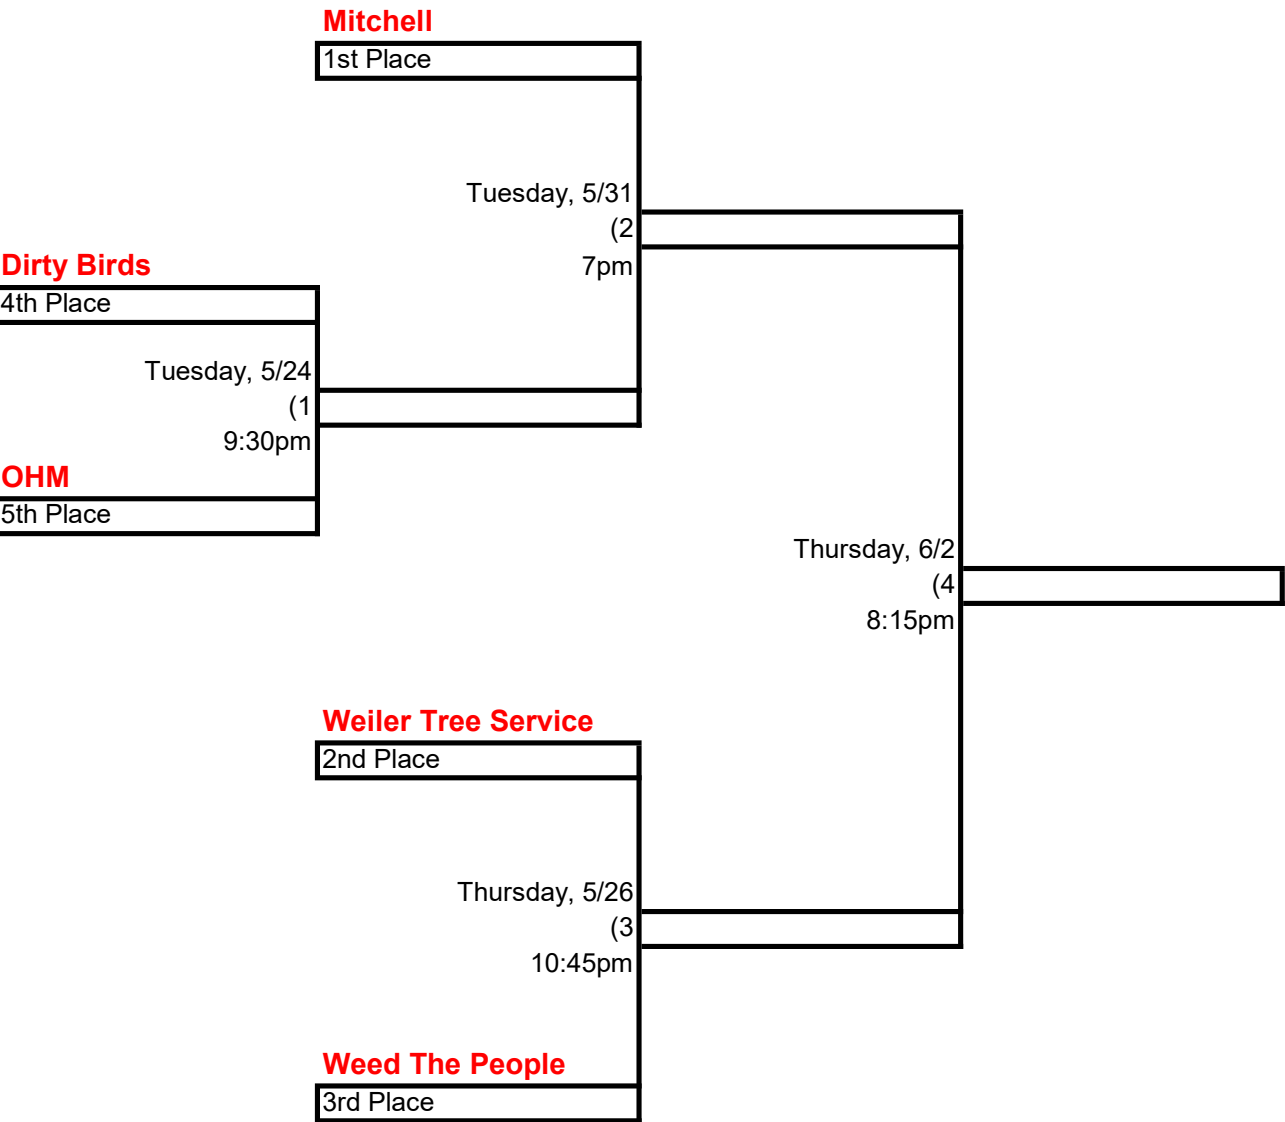 Mitchell
1st Place
Tuesday, 5/31
(2
7pm
Dirty Birds
4th Place
Tuesday, 5/24
(1
9:30pm
OHM
5th Place
Thursday, 6/2
(4
8:15pm
Weiler Tree Service
2nd Place
Thursday, 5/26
(3
10:45pm
Weed The People
3rd Place